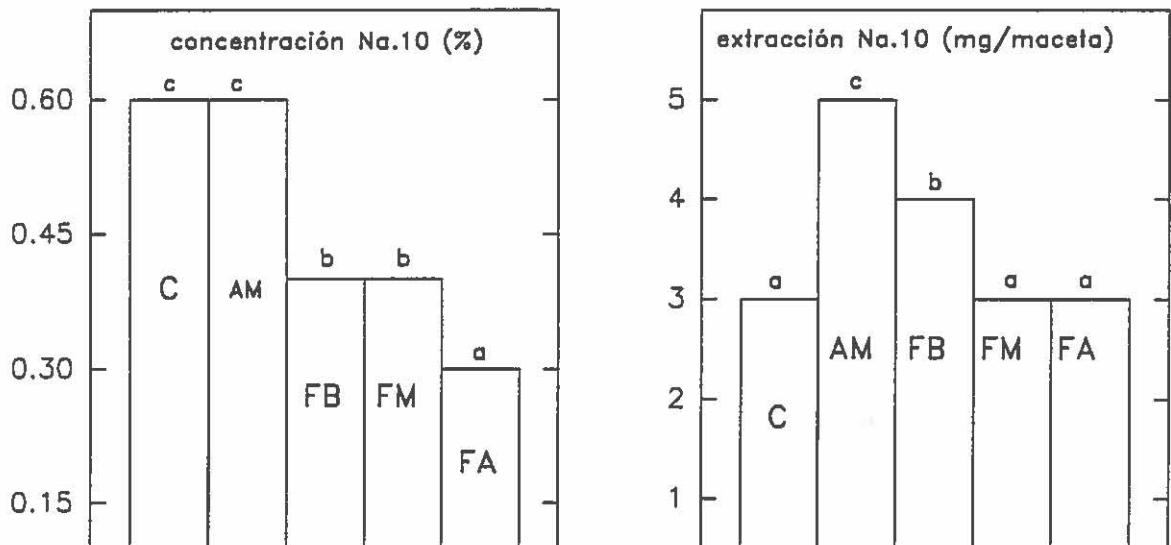 concentración Na.10 (%)
c c
0.60
0.45
b b
C AM
0.30
a
FB FM
FA
0.15
extracción Na.10 (mg/maceta)
c
5
b
4
a a a
3
AM FB FM FA
2
C
1